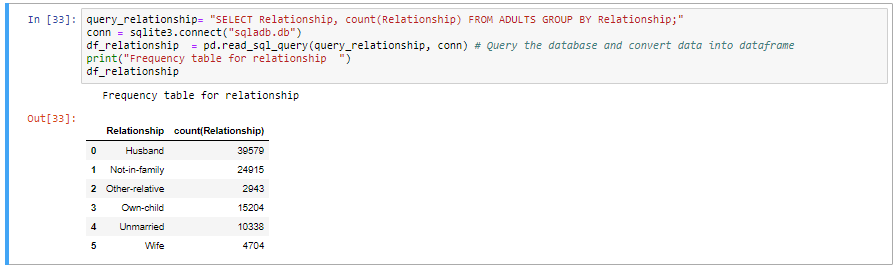 In [33]: query_relationship= "SELECT Relationship, count(Relationship) FROM ADULTS GROUP BY Relationship;"
conn = sqlite3.connect("sqladb.db")
df_relationship  = pd.read_sql_query(query_relationship, conn) # Query the database and convert data into dataframe
print("Frequency table for relationship  ")
df_relationship
Frequency table for relationship
Out[33]:
Relationship count(Relationship)
0 Husband 39579
1 Not-in-family 24915
2 Other-relative 2943
3 Own-child 15204
4 Unmarried 10338
5 Wife 4704